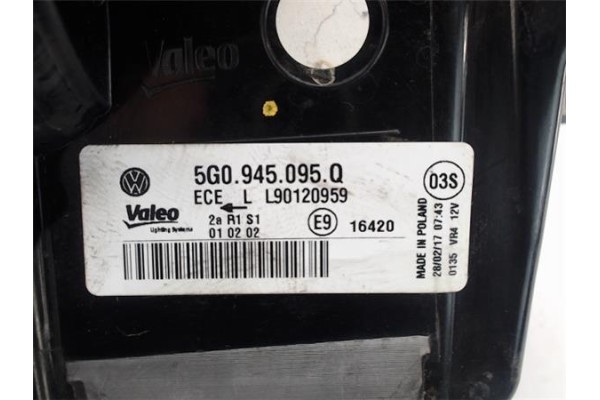 Valeo
5G0.945.095.Q
ECE L L90120959
Valeo
Lighting Systems
2a R1 S1
01 02 02
E9 16420
03S
MADE IN POLAND
28/02/17 07:43
0135 VR4 12V